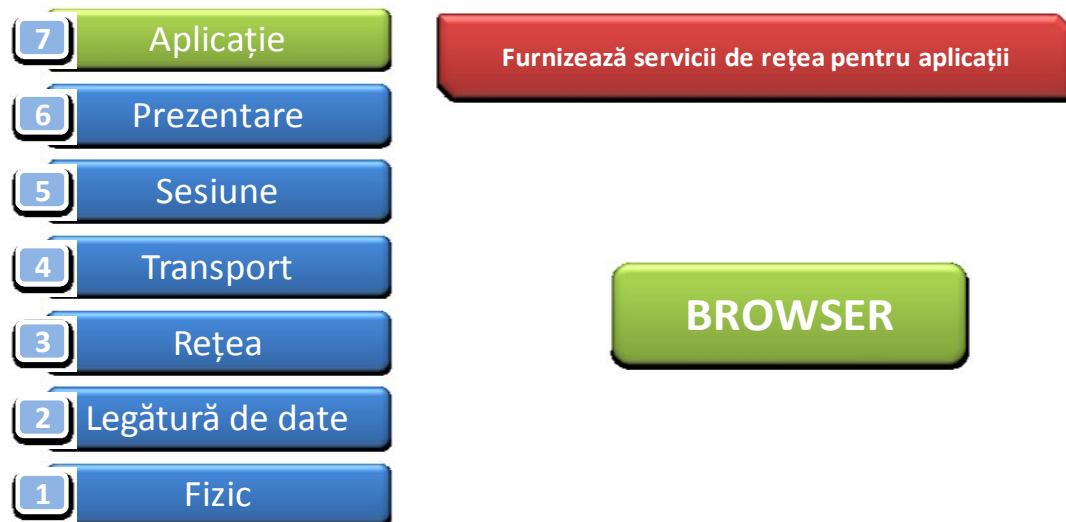 7 Aplicație
Furnizează servicii de rețea pentru aplicații
6 Prezentare
5 Sesiune
4 Transport
BROWSER
3 Rețea
2 Legătură de date
1 Fizic